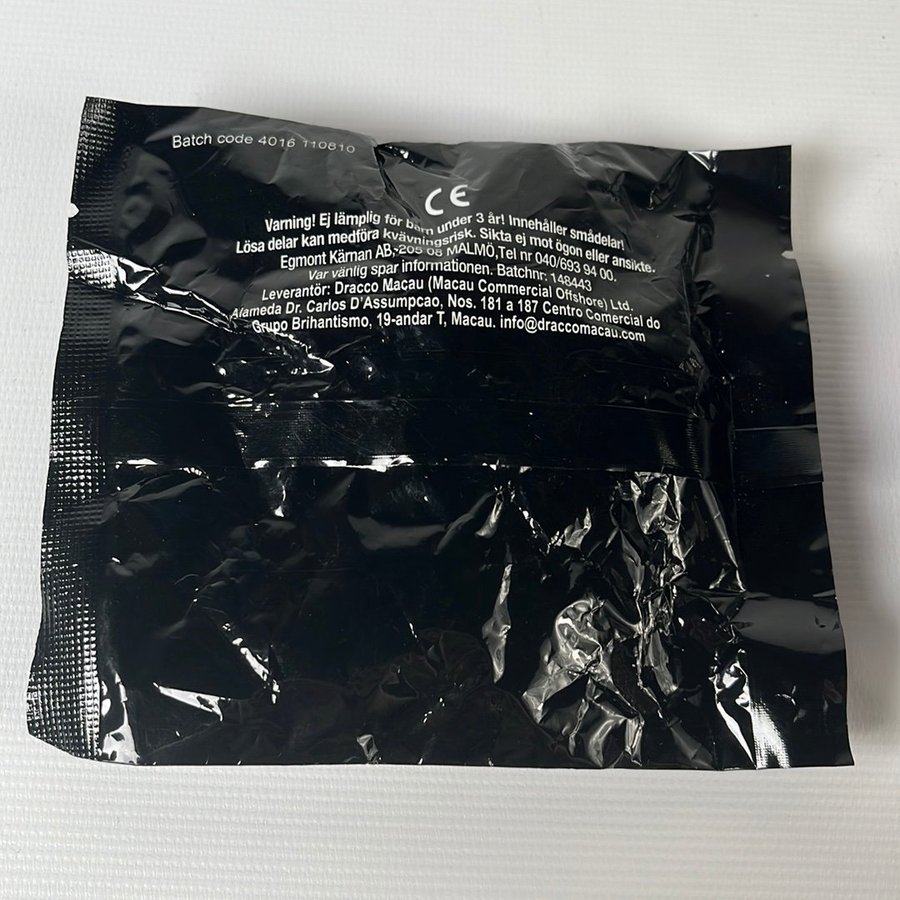 Batch code 4016 110810
CE
Varning! Ej lämplig för barn under 3 år! Innehåller smådelar!
Lösa delar kan medföra kvävningsrisk. Sikta ej mot ögon eller ansikte.
Egmont Kärnan AB, 205 08 MALMÖ,Tel nr 040/693 94 00.
Var vänlig spar informationen. Batchnr: 148443
Leverantör: Dracco Macau (Macau Commercial Offshore) Ltd.
Alameda Dr. Carlos D'Assumpcao, Nos. 181 a 187 Centro Comercial do
Grupo Brihantismo, 19-andar T, Macau. info@draccomacau.com